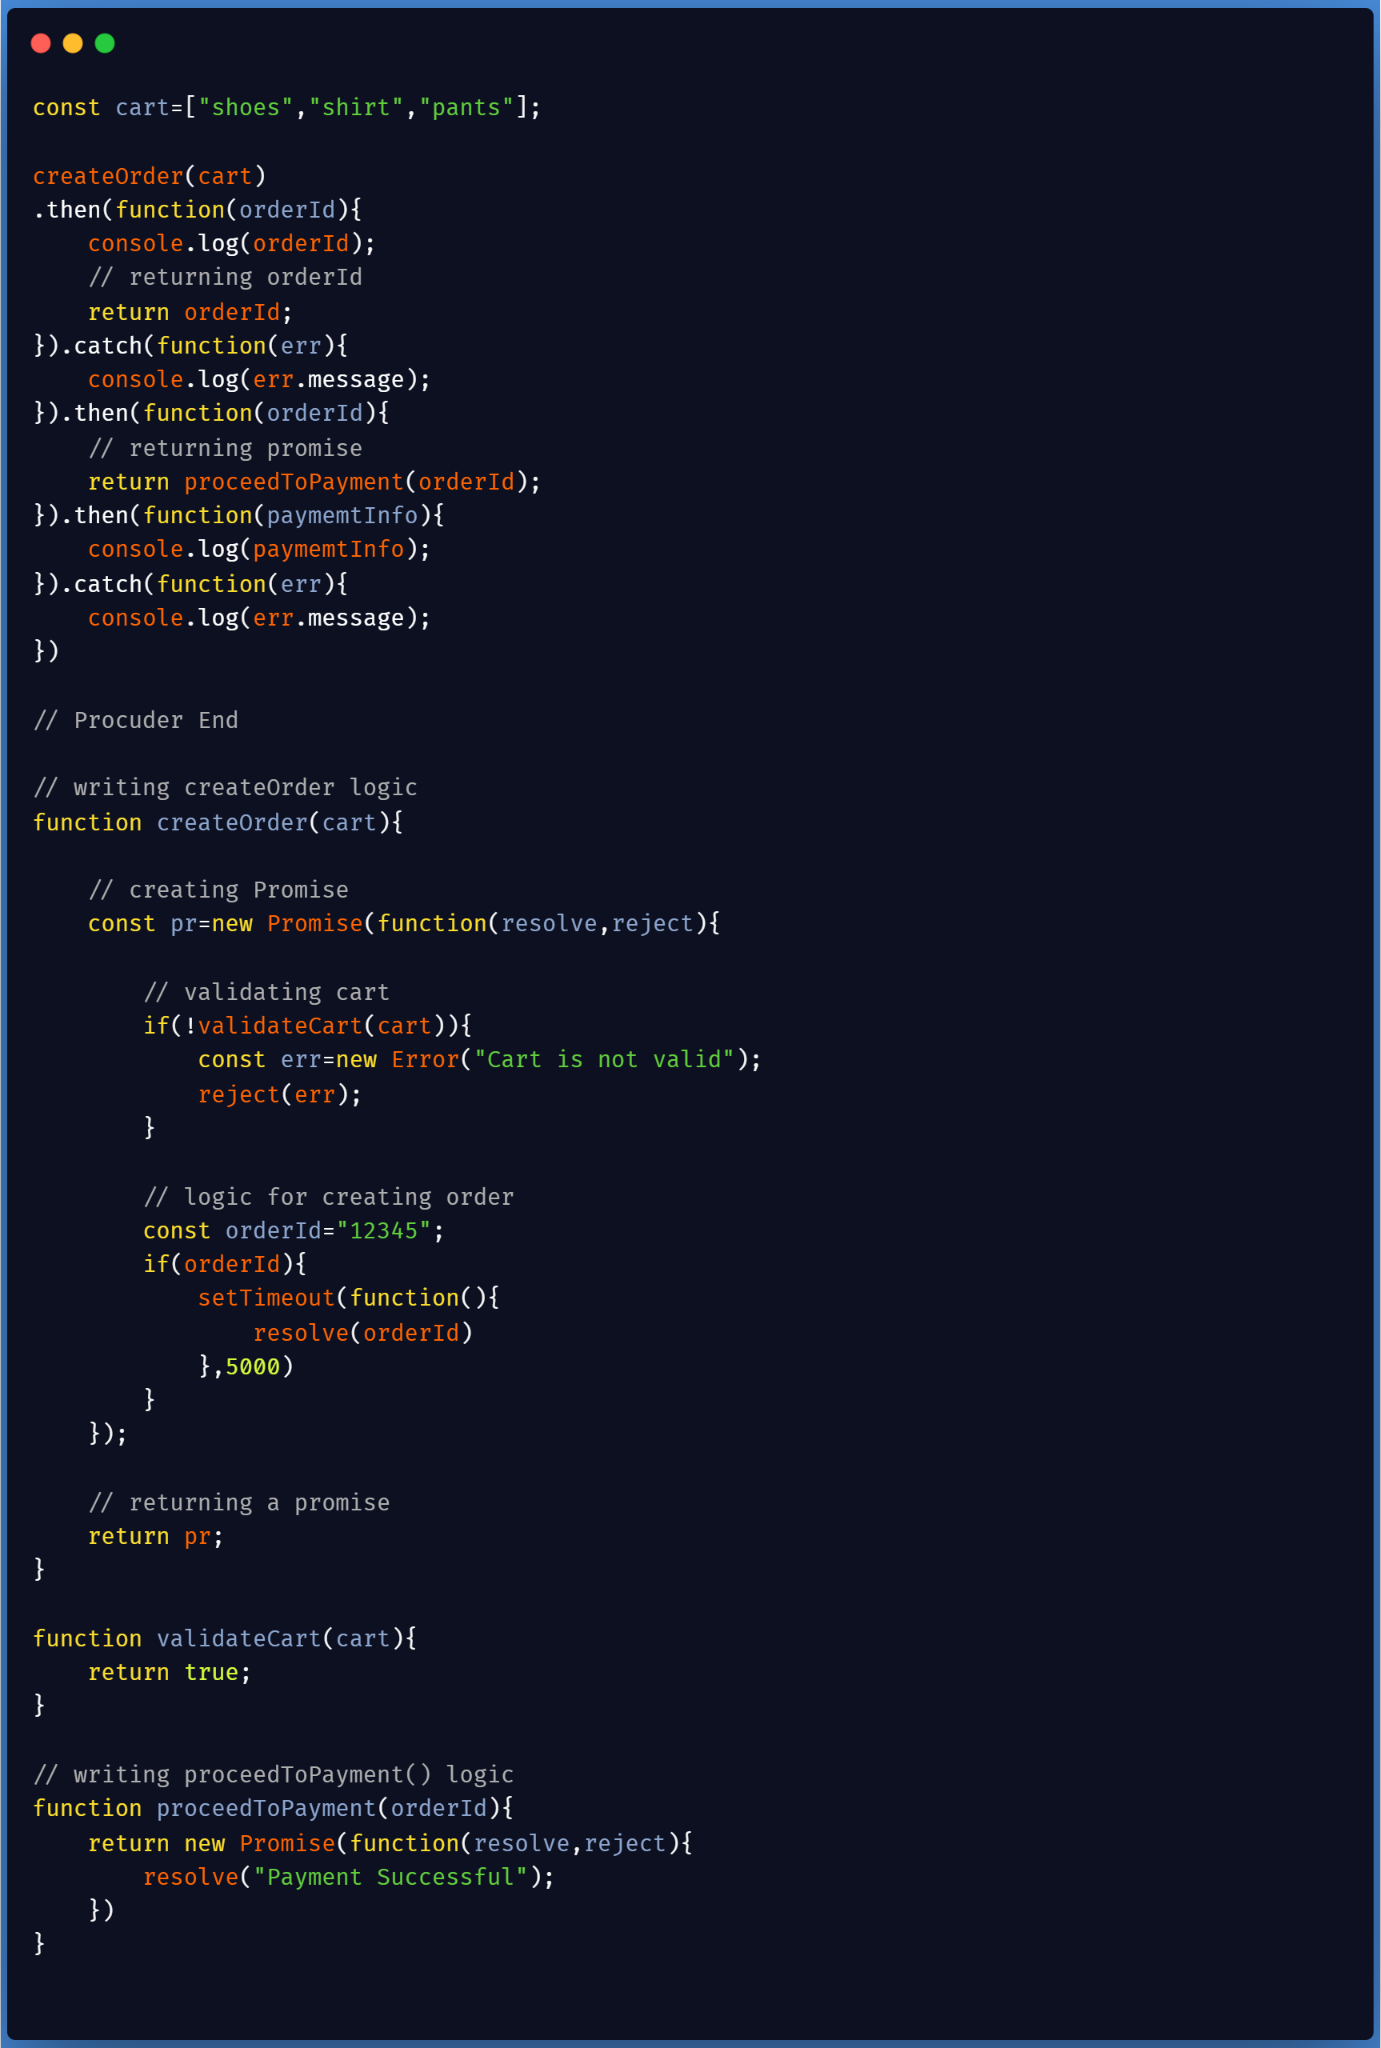 const cart=["shoes","shirt","pants"];
createOrder(cart)
.then(function(orderId){
    console.log(orderId);
    // returning orderId
    return orderId;
}).catch(function(err){
    console.log(err.message);
}).then(function(orderId){
    // returning promise
    return proceedToPayment(orderId);
}).then(function(paymemtInfo){
    console.log(paymemtInfo);
}).catch(function(err){
    console.log(err.message);
})
// Procuder End
// writing createOrder logic
function createOrder(cart){
    // creating Promise
    const pr=new Promise(function(resolve,reject){
        // validating cart
        if(!validateCart(cart)){
            const err=new Error("Cart is not valid");
            reject(err);
        }
        // logic for creating order
        const orderId="12345";
        if(orderId){
            setTimeout(function(){
                resolve(orderId)
            },5000)
        }
    });
    // returning a promise
    return pr;
}
function validateCart(cart){
    return true;
}
// writing proceedToPayment() logic
function proceedToPayment(orderId){
    return new Promise(function(resolve,reject){
        resolve("Payment Successful");
    })
}